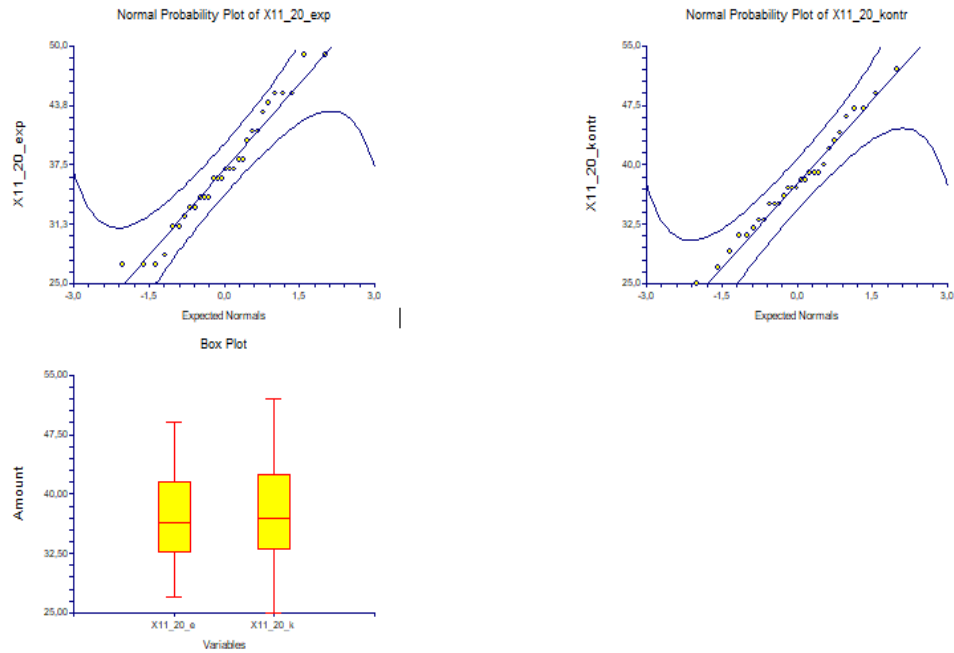 Normal Probability Plot of X11_20_exp
50,0
43,8
37,5
31,3
25,0
X11_20_exp
-3,0 -1,5 0,0 1,5 3,0
Expected Normals
Normal Probability Plot of X11_20_kontr
55,0
47,5
40,0
32,5
25,0
X11_20_kontr
-3,0 -1,5 0,0 1,5 3,0
Expected Normals
Box Plot
55,00
47,50
40,00
32,50
25,00
Amount
X11_20_e X11_20_k
Variables